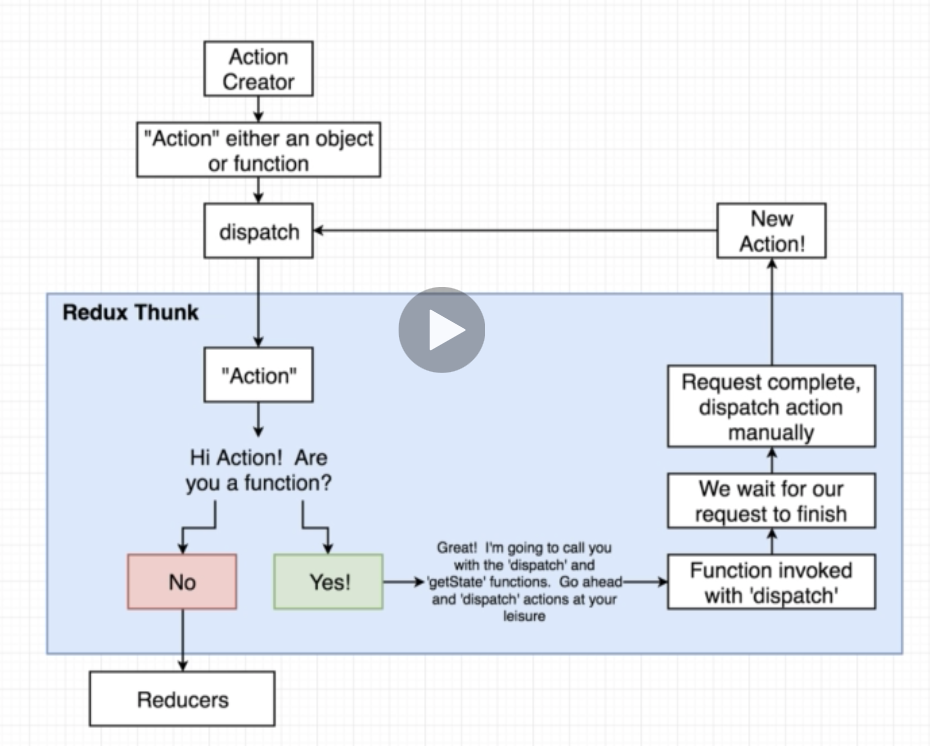 Action
Creator
"Action" either an object
or function
dispatch
New
Action!
Redux Thunk
"Action"
Hi Action! Are
you a function?
No
Yes!
Great! I'm going to call you
with the 'dispatch' and
'getState' functions. Go ahead
and 'dispatch' actions at your
leisure
Request complete,
dispatch action
manually
We wait for our
request to finish
Function invoked
with 'dispatch'
Reducers